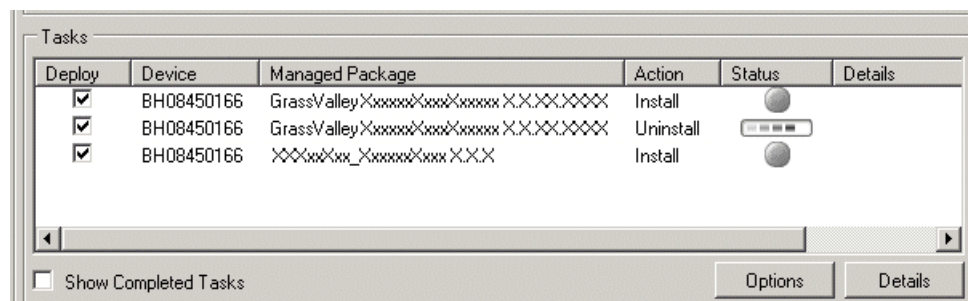 Tasks
Deploy Device Managed Package Action Status Details
BH08450166 GrassValleyXxxxxxXxxxXxxxxx X.X.XX.XXXX Install
BH08450166 GrassValleyXxxxxxXxxxXxxxxx X.X.XX.XXXX Uninstall
BH08450166 XXXxxXxx_XxxxxxXxxx X.X.X Install
Show Completed Tasks Options Details